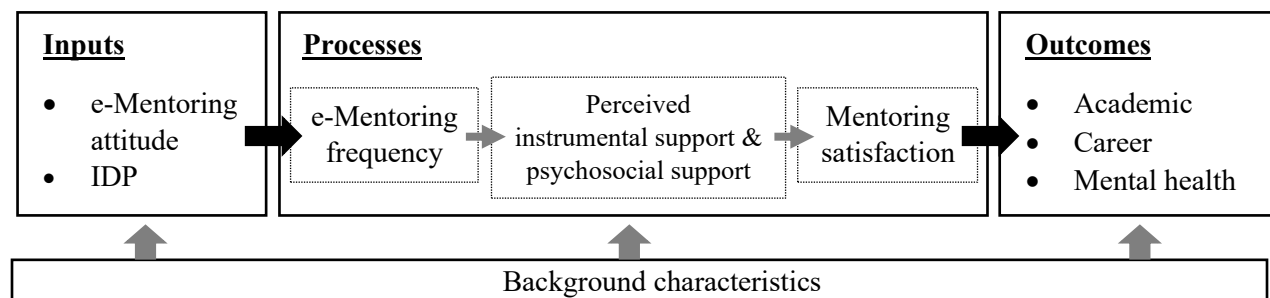 Inputs
• e-Mentoring
attitude
• IDP
Processes
e-Mentoring
frequency
Perceived
instrumental support &
psychosocial support
Mentoring
satisfaction
Outcomes
• Academic
• Career
• Mental health
Background characteristics